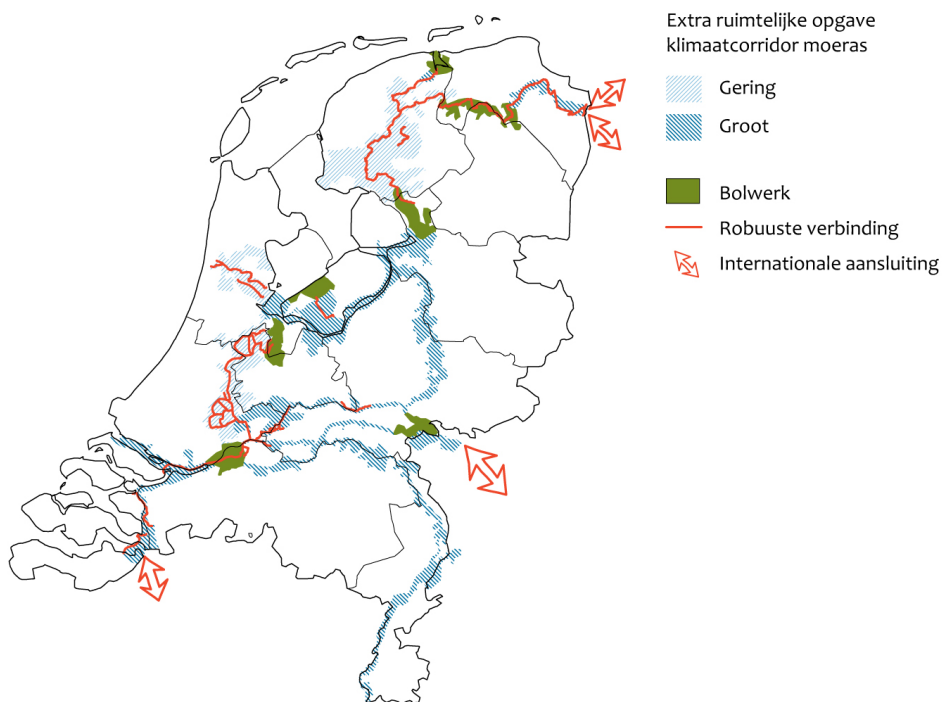 Extra ruimtelijke opgave
klimaatcorridor moeras
Gering
Groot
Bolwerk
Robuuste verbinding
Internationale aansluiting